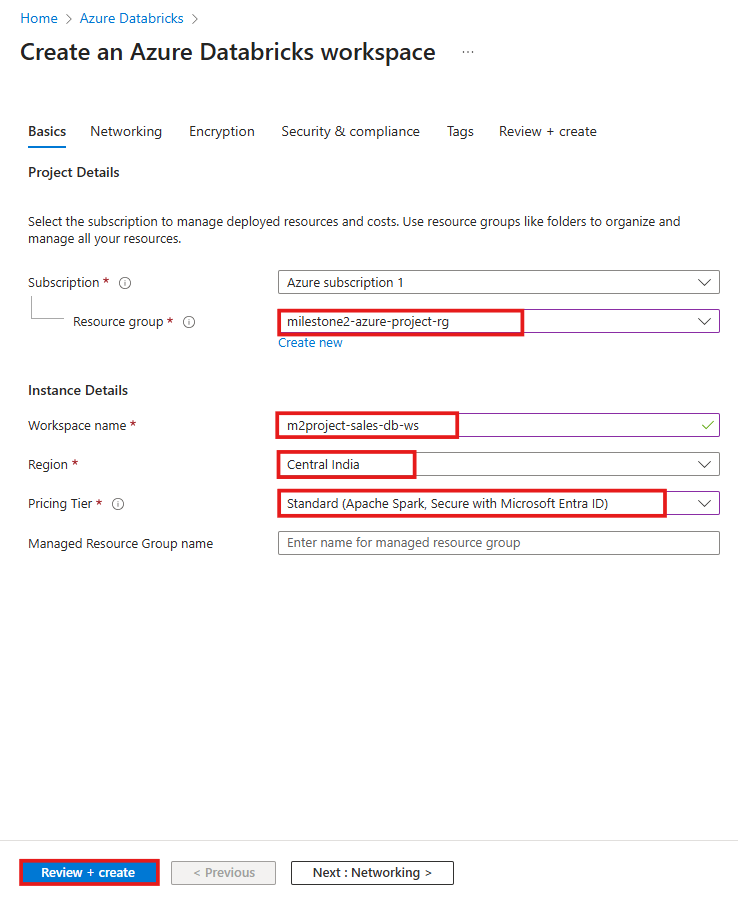 Home > Azure Databricks >
Create an Azure Databricks workspace ...
Basics Networking Encryption Security & compliance Tags Review + create
Project Details
Select the subscription to manage deployed resources and costs. Use resource groups like folders to organize and
manage all your resources.
Subscription * Azure subscription 1
Resource group * milestone2-azure-project-rg
Create new
Instance Details
Workspace name * m2project-sales-db-ws
Region * Central India
Pricing Tier * Standard (Apache Spark, Secure with Microsoft Entra ID)
Managed Resource Group name Enter name for managed resource group
Review + create < Previous Next : Networking >